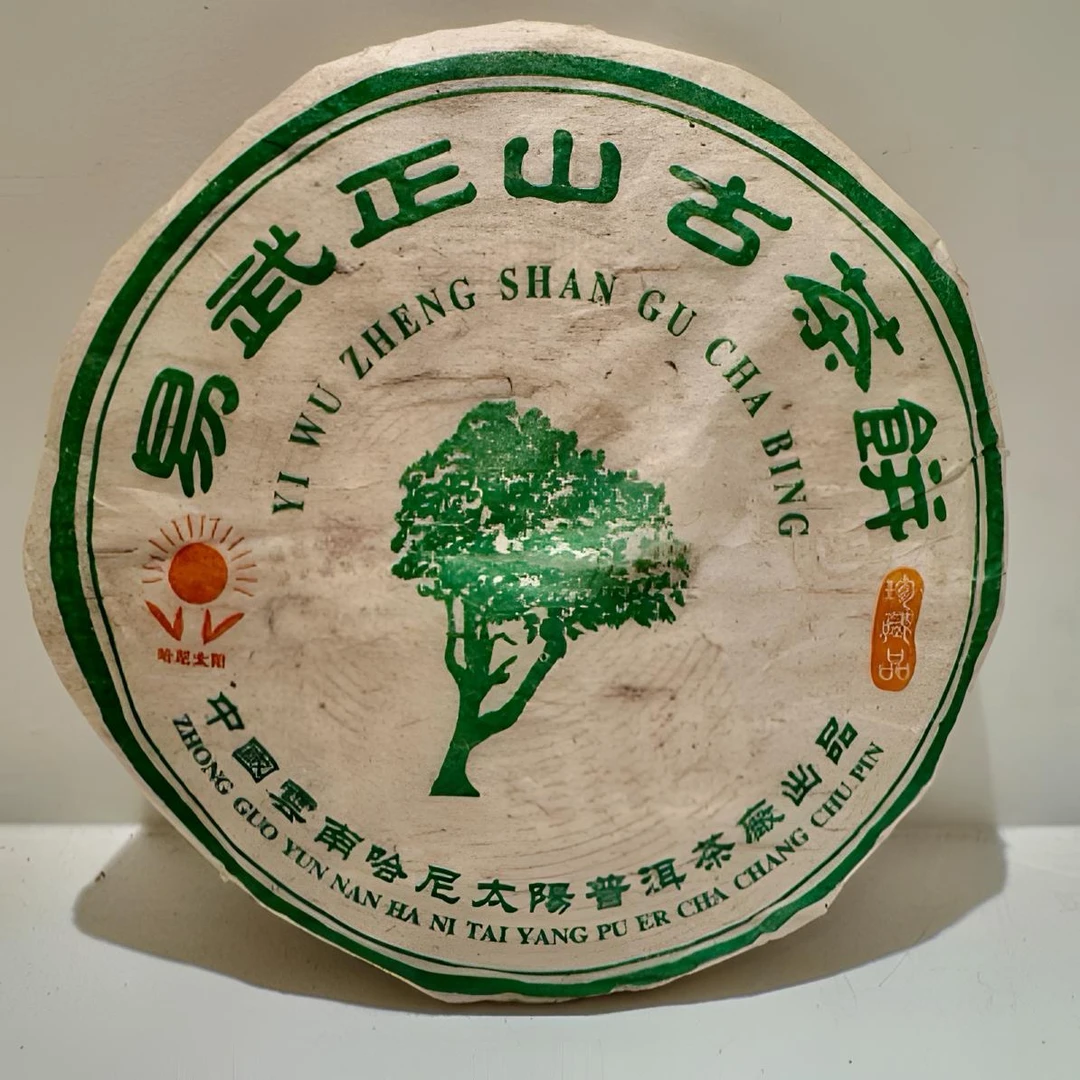 易武正山古茶餅
YI WU ZHENG SHAN GU CHA BING
哈尼太阳
珍藏品
中國雲南哈尼太陽普洱茶廠出品
ZHONG GUO YUN NAN HA NI TAI YANG PU ER CHA CHANG CHU PIN